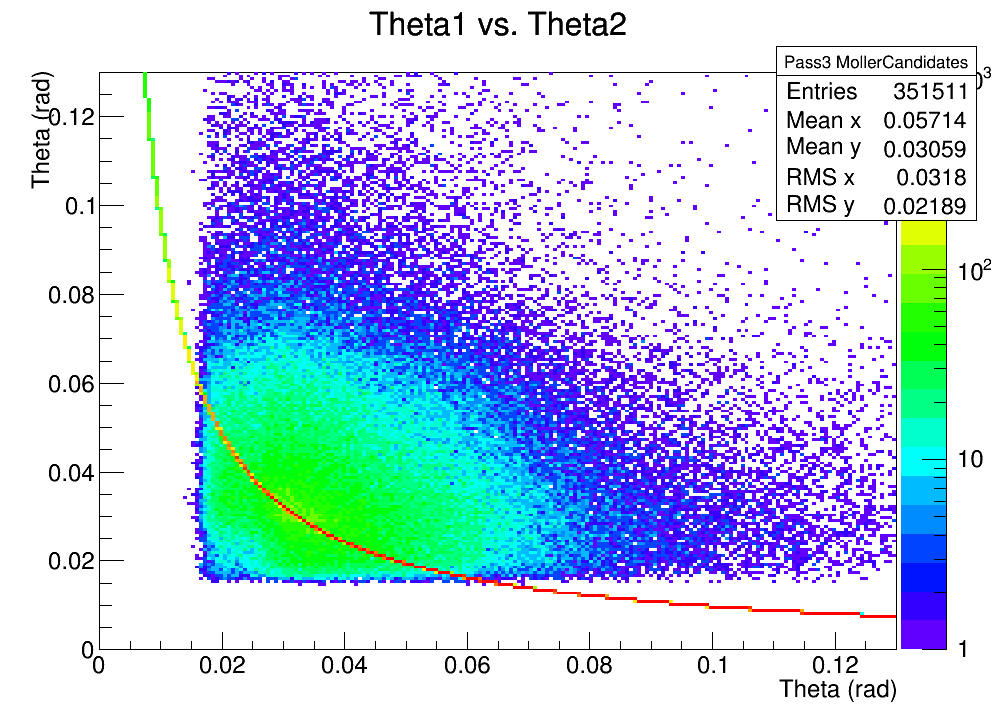 Theta1 vs. Theta2
Pass3 MollerCandidates
Entries 351511
Mean x 0.05714
Mean y 0.03059
RMS x 0.0318
RMS y 0.02189
Theta (rad)
0.12
0.1
0.08
0.06
0.04
0.02
0
0 0.02 0.04 0.06 0.08 0.1 0.12
Theta (rad)
3
10²
10
1